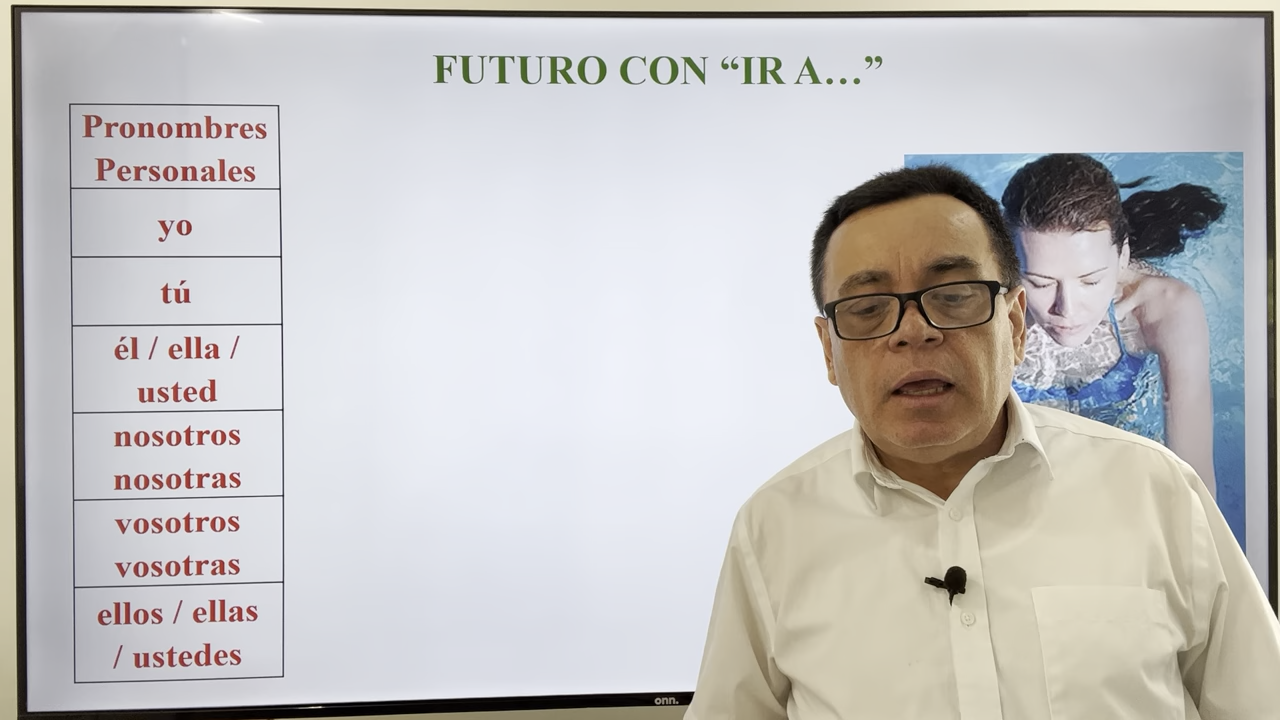 FUTURO CON “IR A...”
Pronombres
Personales
yo
tú
él / ella /
usted
nosotros
nosotras
vosotros
vosotras
ellos / ellas
/ ustedes
onn.